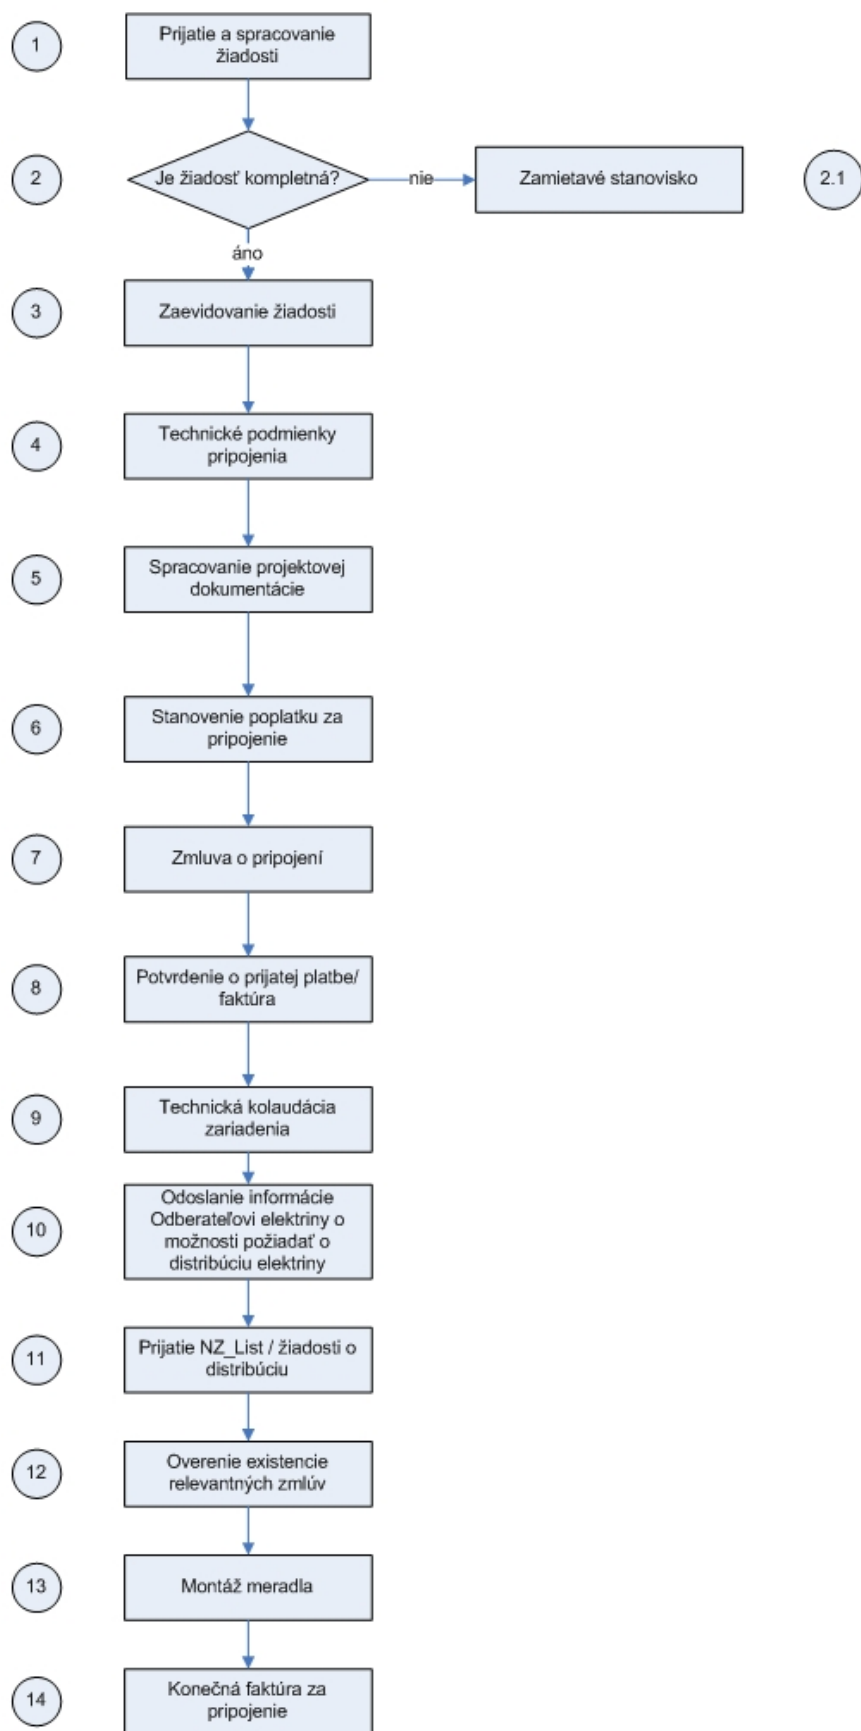 1
Prijatie a spracovanie
žiadosti
2
Je žiadosť kompletná?
nie
Zamietavé stanovisko
2.1
áno
3
Zaevidovanie žiadosti
4
Technické podmienky
pripojenia
5
Spracovanie projektovej
dokumentácie
6
Stanovenie poplatku za
pripojenie
7
Zmluva o pripojení
8
Potvrdenie o prijatej platbe/
faktúra
9
Technická kolaudácia
zariadenia
10
Odoslanie informácie
Odberateľovi elektriny o
možnosti požiadať o
distribúciu elektriny
11
Prijatie NZ_List / žiadosti o
distribúciu
12
Overenie existencie
relevantných zmlúv
13
Montáž meradla
14
Konečná faktúra za
pripojenie